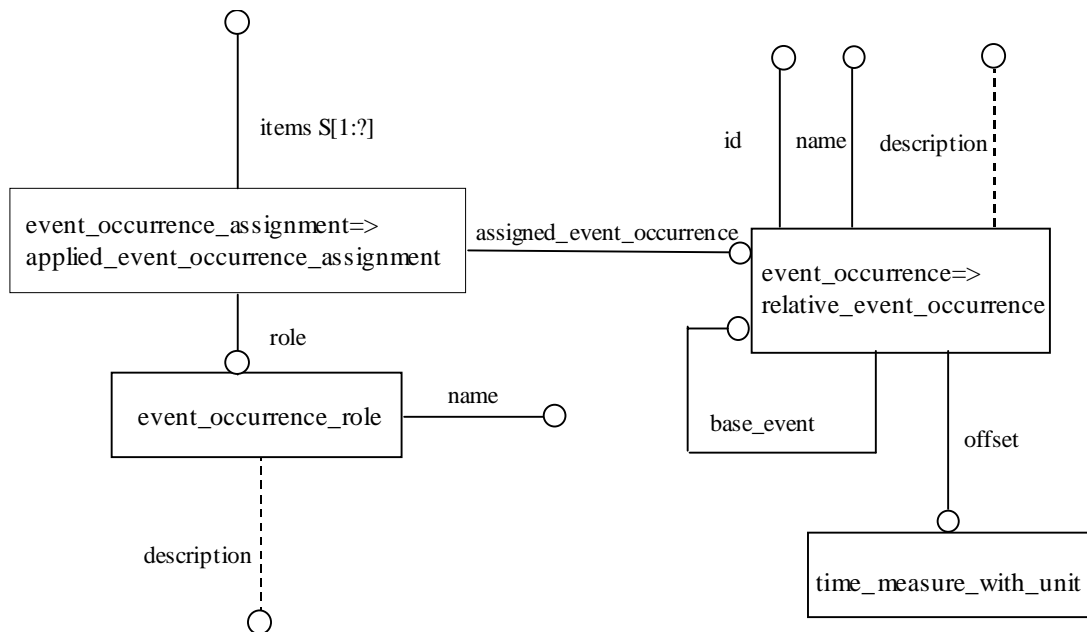 items S[1:?]
id
name
description
event_occurrence_assignment=>
applied_event_occurrence_assignment
assigned_event_occurrence
event_occurrence=>
relative_event_occurrence
role
event_occurrence_role
name
base_event
offset
description
time_measure_with_unit